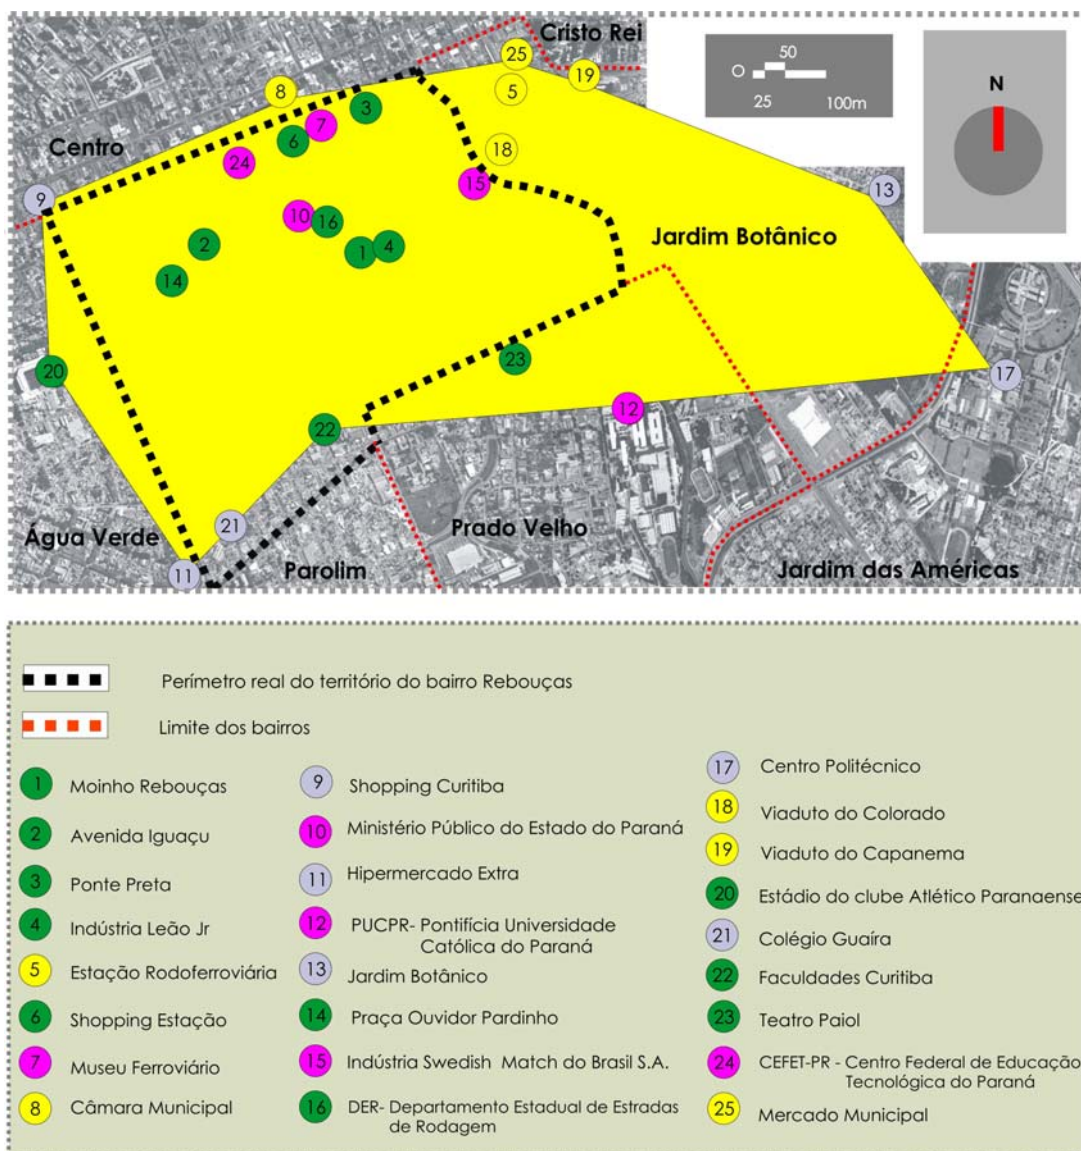 Cristo Rei
25
19
5
8
3
7
6
24
18
15
Centro
9
13
10
16
2
1
4
14
Jardim Botânico
23
20
17
12
22
21
11
Água Verde
Parolim
Prado Velho
Jardim das Américas
50
O
25
100m
N
Perímetro real do território do bairro Rebouças
Limite dos bairros
1 Moinho Rebouças
2 Avenida Iguaçu
3 Ponte Preta
4 Indústria Leão Jr
5 Estação Rodoferroviária
6 Shopping Estação
7 Museu Ferroviário
8 Câmara Municipal
9 Shopping Curitiba
10 Ministério Público do Estado do Paraná
11 Hipermercado Extra
12 PUCPR- Pontifícia Universidade
Católica do Paraná
13 Jardim Botânico
14 Praça Ouvidor Pardinho
15 Indústria Swedish Match do Brasil S.A.
16 DER- Departamento Estadual de Estradas
de Rodagem
17 Centro Politécnico
18 Viaduto do Colorado
19 Viaduto do Capanema
20 Estádio do clube Atlético Paranaense
21 Colégio Guaíra
22 Faculdades Curitiba
23 Teatro Paiol
24 CEFET-PR - Centro Federal de Educação
Tecnológica do Paraná
25 Mercado Municipal